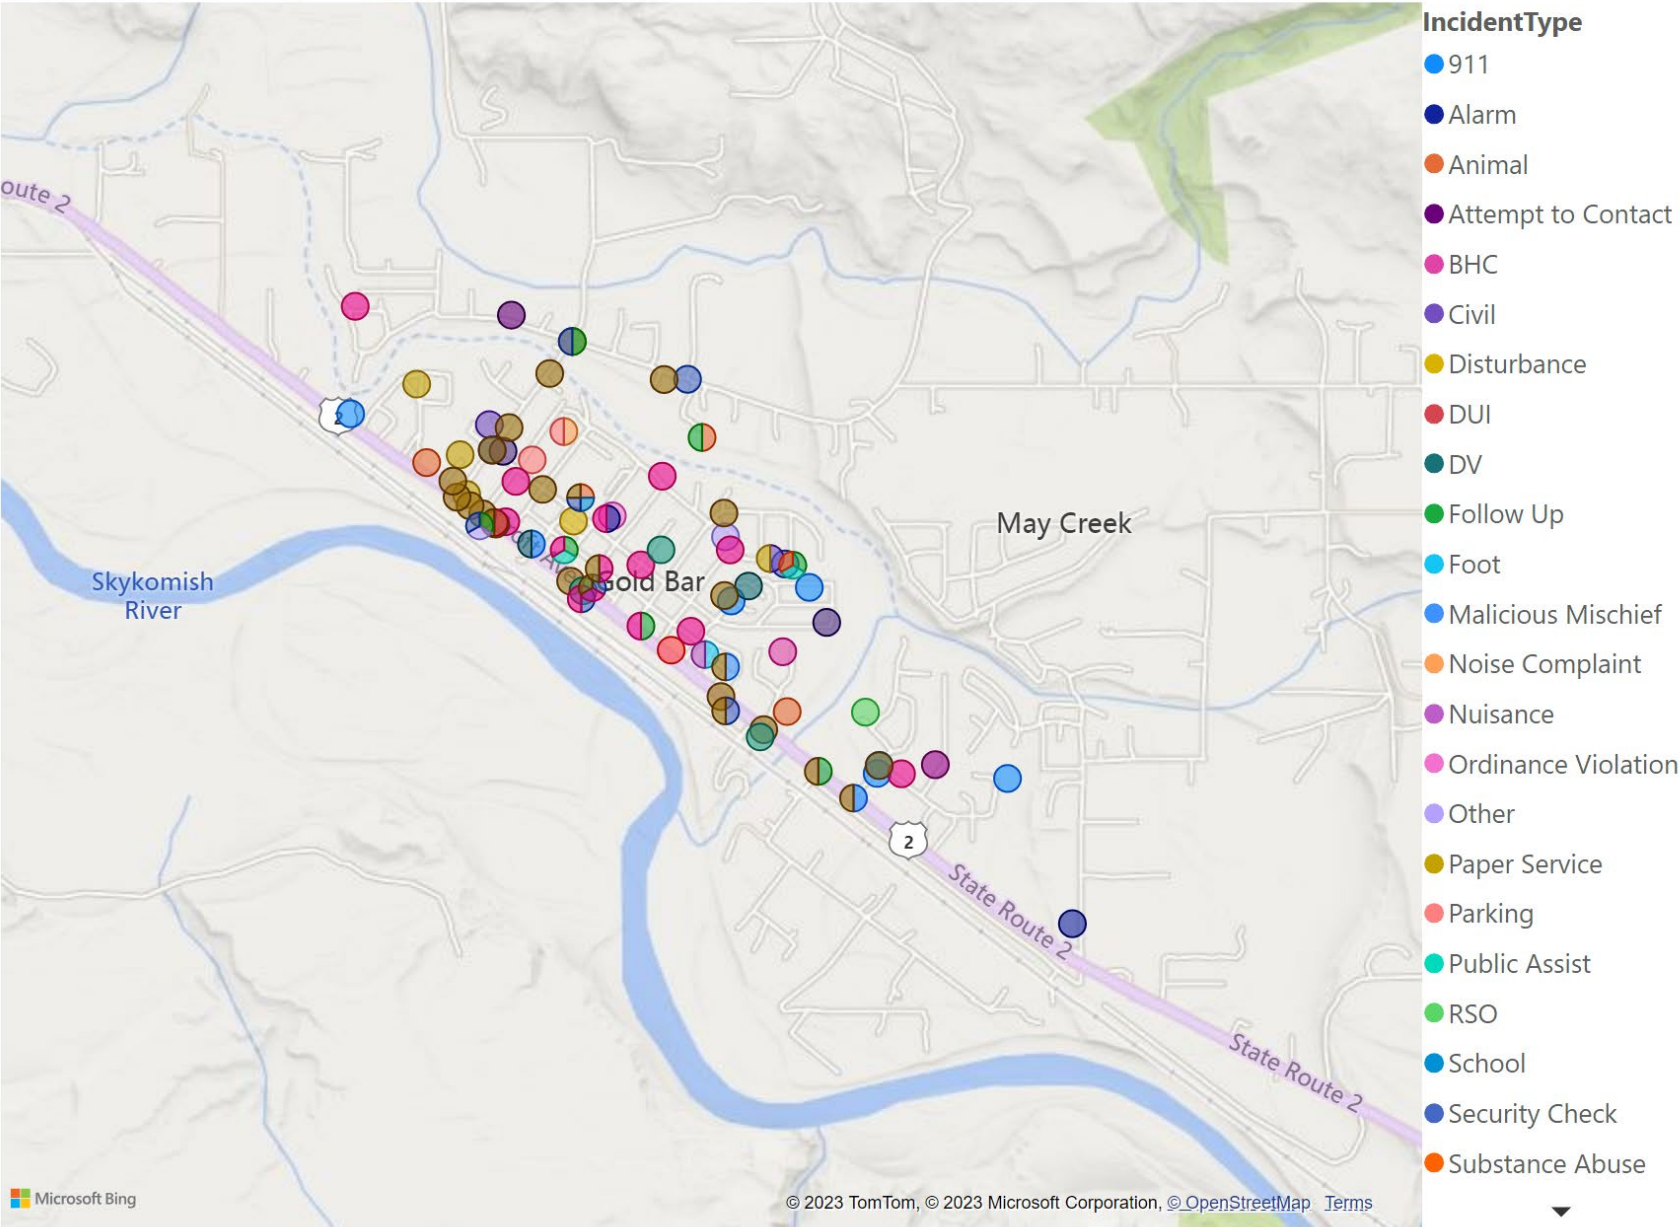 oute 2
2
Skykomish
River
Gold Bar
May Creek
2
State Route 2
State Route 2
Microsoft Bing
© 2023 TomTom, © 2023 Microsoft Corporation, © OpenStreetMap Terms
IncidentType
911
Alarm
Animal
Attempt to Contact
BHC
Civil
Disturbance
DUI
DV
Follow Up
Foot
Malicious Mischief
Noise Complaint
Nuisance
Ordinance Violation
Other
Paper Service
Parking
Public Assist
RSO
School
Security Check
Substance Abuse